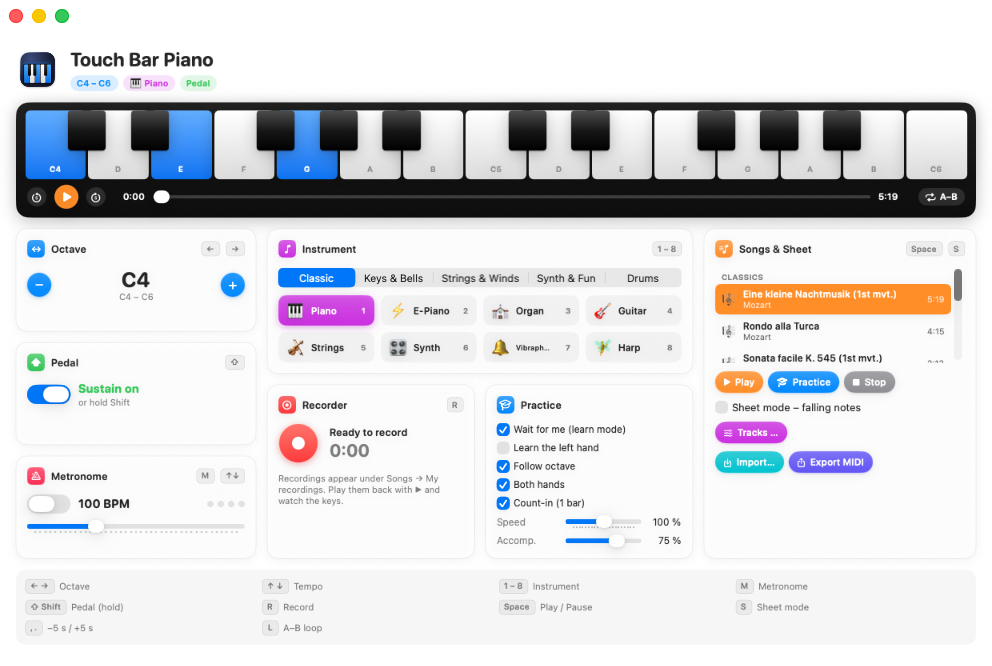 Touch Bar Piano
C4 – C6 Piano Pedal
C4 D E F G A B C5 D E F G A B C6
0:00 5:19 A–B
Octave ← →
− C4 +
C4 – C6
Pedal
Sustain on
or hold Shift
Metronome M ↑↓
100 BPM
Instrument 1 – 8
Classic Keys & Bells Strings & Winds Synth & Fun Drums
Piano 1 E-Piano 2 Organ 3 Guitar 4
Strings 5 Synth 6 Vibraph... 7 Harp 8
Recorder R
Ready to record
0:00
Recordings appear under Songs → My
recordings. Play them back with ▶ and
watch the keys.
Practice
Wait for me (learn mode)
Learn the left hand
Follow octave
Both hands
Count-in (1 bar)
Speed 100 %
Accomp. 75 %
Songs & Sheet Space S
CLASSICS
Eine kleine Nachtmusik (1st mvt.) 5:19
Mozart
Rondo alla Turca 4:15
Mozart
Sonata facile K. 545 (1st mvt.)
Play Practice Stop
Sheet mode – falling notes
Tracks ...
Import... Export MIDI
← → Octave ↑ ↓ Tempo 1 – 8 Instrument M Metronome
⇧ Shift Pedal (hold) R Record Space Play / Pause S Sheet mode
, . −5 s / +5 s L A–B loop